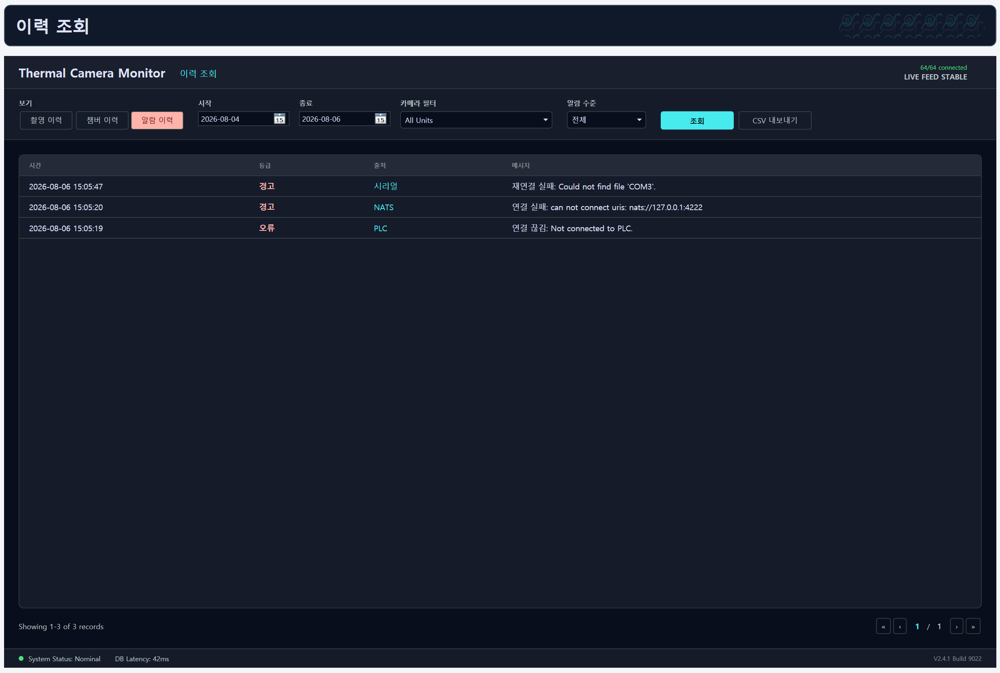 이력 조회
Thermal Camera Monitor 이력 조회
64/64 connected
LIVE FEED STABLE
보기 시작 종료 카메라 필터 알람 수준
촬영 이력 챔버 이력 알람 이력 2026-08-04 15 2026-08-06 15 All Units 전체 조회 CSV 내보내기
시간 등급 출처 메시지
2026-08-06 15:05:47 경고 시리얼 재연결 실패: Could not find file 'COM3'.
2026-08-06 15:05:20 경고 NATS 연결 실패: can not connect uris: nats://127.0.0.1:4222
2026-08-06 15:05:19 오류 PLC 연결 끊김: Not connected to PLC.
Showing 1-3 of 3 records « ‹ 1 / 1 › »
System Status: Nominal DB Latency: 42ms V2.4.1 Build 9022